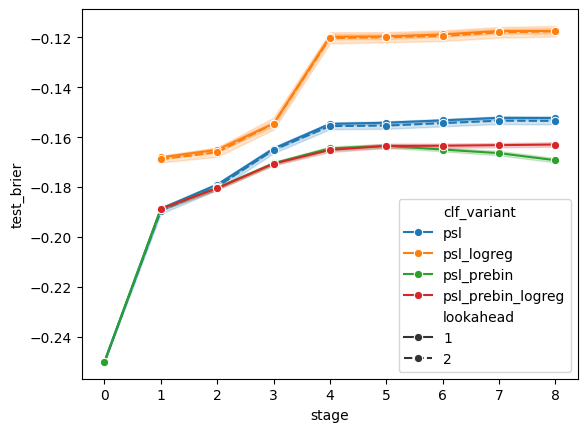 test_brier
−0.12
−0.14
−0.16
−0.18
−0.20
−0.22
−0.24
0 1 2 3 4 5 6 7 8
stage
clf_variant
psl
psl_logreg
psl_prebin
psl_prebin_logreg
lookahead
1
2